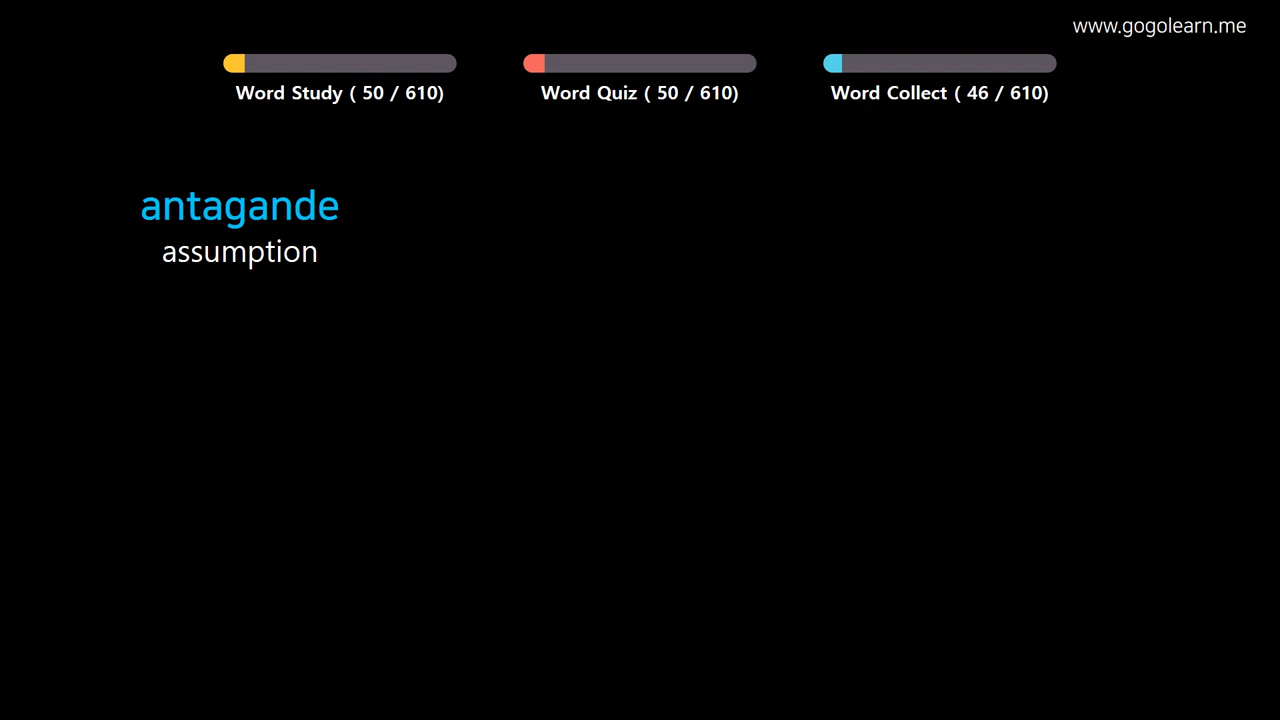 www.gogolearn.me
Word Study ( 50 / 610)
Word Quiz ( 50 / 610)
Word Collect ( 46 / 610)
antagande
assumption